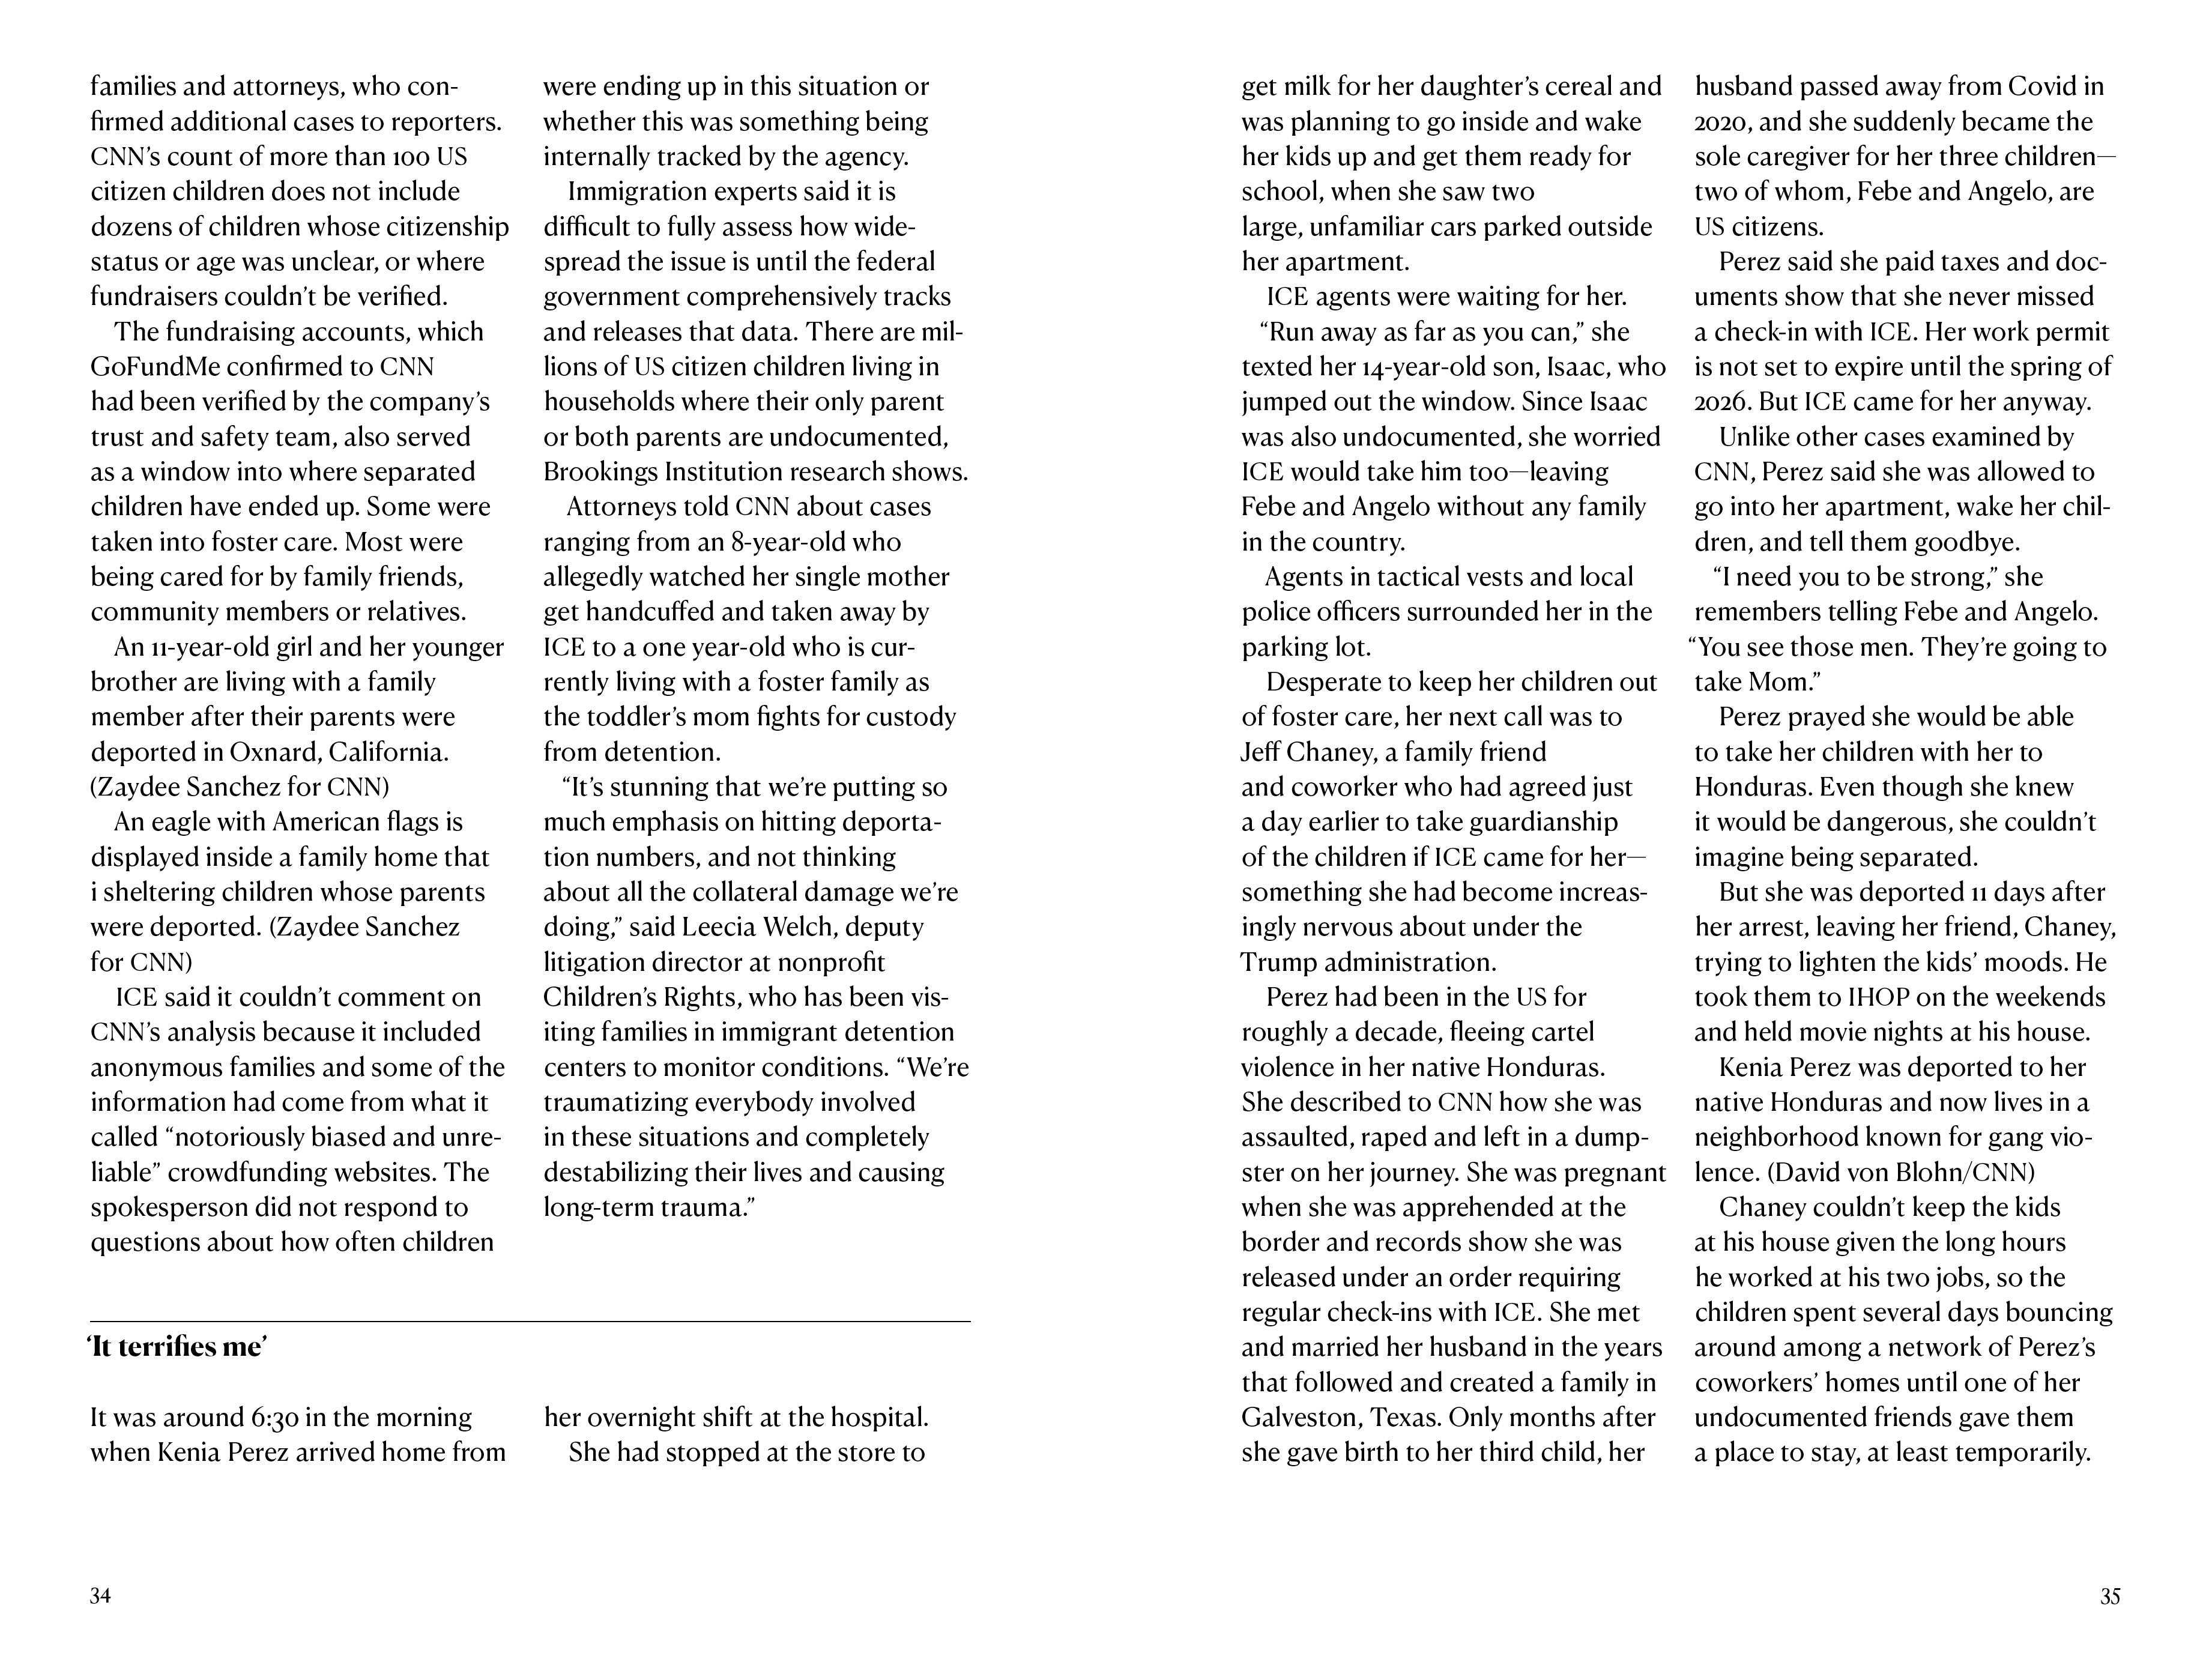 families and attorneys, who con-
firmed additional cases to reporters.
CNN’s count of more than 100 US
citizen children does not include
dozens of children whose citizenship
status or age was unclear, or where
fundraisers couldn’t be verified.
The fundraising accounts, which
GoFundMe confirmed to CNN
had been verified by the company’s
trust and safety team, also served
as a window into where separated
children have ended up. Some were
taken into foster care. Most were
being cared for by family friends,
community members or relatives.
An 11-year-old girl and her younger
brother are living with a family
member after their parents were
deported in Oxnard, California.
(Zaydee Sanchez for CNN)
An eagle with American flags is
displayed inside a family home that
i sheltering children whose parents
were deported. (Zaydee Sanchez
for CNN)
ICE said it couldn’t comment on
CNN’s analysis because it included
anonymous families and some of the
information had come from what it
called “notoriously biased and unre-
liable” crowdfunding websites. The
spokesperson did not respond to
questions about how often children
were ending up in this situation or
whether this was something being
internally tracked by the agency.
Immigration experts said it is
difficult to fully assess how wide-
spread the issue is until the federal
government comprehensively tracks
and releases that data. There are mil-
lions of US citizen children living in
households where their only parent
or both parents are undocumented,
Brookings Institution research shows.
Attorneys told CNN about cases
ranging from an 8-year-old who
allegedly watched her single mother
get handcuffed and taken away by
ICE to a one year-old who is cur-
rently living with a foster family as
the toddler’s mom fights for custody
from detention.
“It’s stunning that we’re putting so
much emphasis on hitting deporta-
tion numbers, and not thinking
about all the collateral damage we’re
doing,” said Leecia Welch, deputy
litigation director at nonprofit
Children’s Rights, who has been vis-
iting families in immigrant detention
centers to monitor conditions. “We’re
traumatizing everybody involved
in these situations and completely
destabilizing their lives and causing
long-term trauma.”
‘It terrifies me’
It was around 6:30 in the morning
when Kenia Perez arrived home from
her overnight shift at the hospital.
She had stopped at the store to
34
get milk for her daughter’s cereal and
was planning to go inside and wake
her kids up and get them ready for
school, when she saw two
large, unfamiliar cars parked outside
her apartment.
ICE agents were waiting for her.
“Run away as far as you can,” she
texted her 14-year-old son, Isaac, who
jumped out the window. Since Isaac
was also undocumented, she worried
ICE would take him too—leaving
Febe and Angelo without any family
in the country.
Agents in tactical vests and local
police officers surrounded her in the
parking lot.
Desperate to keep her children out
of foster care, her next call was to
Jeff Chaney, a family friend
and coworker who had agreed just
a day earlier to take guardianship
of the children if ICE came for her—
something she had become increas-
ingly nervous about under the
Trump administration.
Perez had been in the US for
roughly a decade, fleeing cartel
violence in her native Honduras.
She described to CNN how she was
assaulted, raped and left in a dump-
ster on her journey. She was pregnant
when she was apprehended at the
border and records show she was
released under an order requiring
regular check-ins with ICE. She met
and married her husband in the years
that followed and created a family in
Galveston, Texas. Only months after
she gave birth to her third child, her
husband passed away from Covid in
2020, and she suddenly became the
sole caregiver for her three children—
two of whom, Febe and Angelo, are
US citizens.
Perez said she paid taxes and doc-
uments show that she never missed
a check-in with ICE. Her work permit
is not set to expire until the spring of
2026. But ICE came for her anyway.
Unlike other cases examined by
CNN, Perez said she was allowed to
go into her apartment, wake her chil-
dren, and tell them goodbye.
“I need you to be strong,” she
remembers telling Febe and Angelo.
“You see those men. They’re going to
take Mom.”
Perez prayed she would be able
to take her children with her to
Honduras. Even though she knew
it would be dangerous, she couldn’t
imagine being separated.
But she was deported 11 days after
her arrest, leaving her friend, Chaney,
trying to lighten the kids’ moods. He
took them to IHOP on the weekends
and held movie nights at his house.
Kenia Perez was deported to her
native Honduras and now lives in a
neighborhood known for gang vio-
lence. (David von Blohn/CNN)
Chaney couldn’t keep the kids
at his house given the long hours
he worked at his two jobs, so the
children spent several days bouncing
around among a network of Perez’s
coworkers’ homes until one of her
undocumented friends gave them
a place to stay, at least temporarily.
35